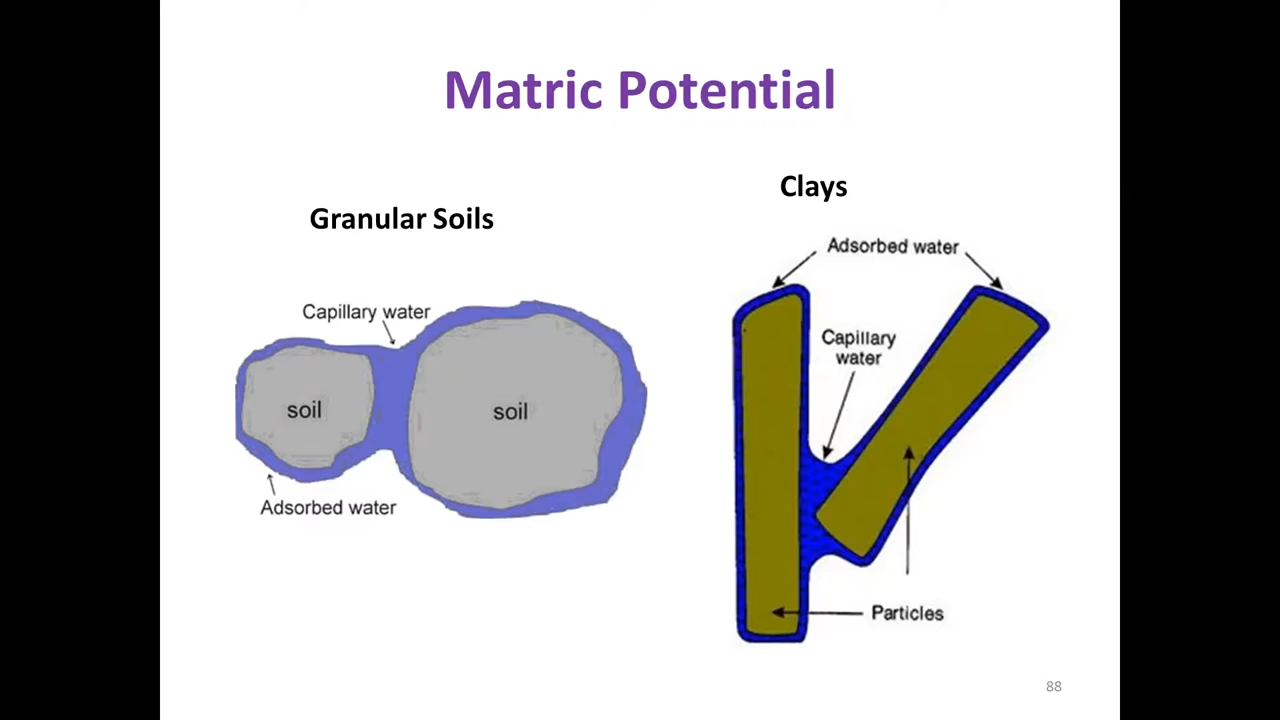 Matric Potential
Granular Soils
Capillary water
soil
soil
Adsorbed water
Clays
Adsorbed water
Capillary
water
Particles
88